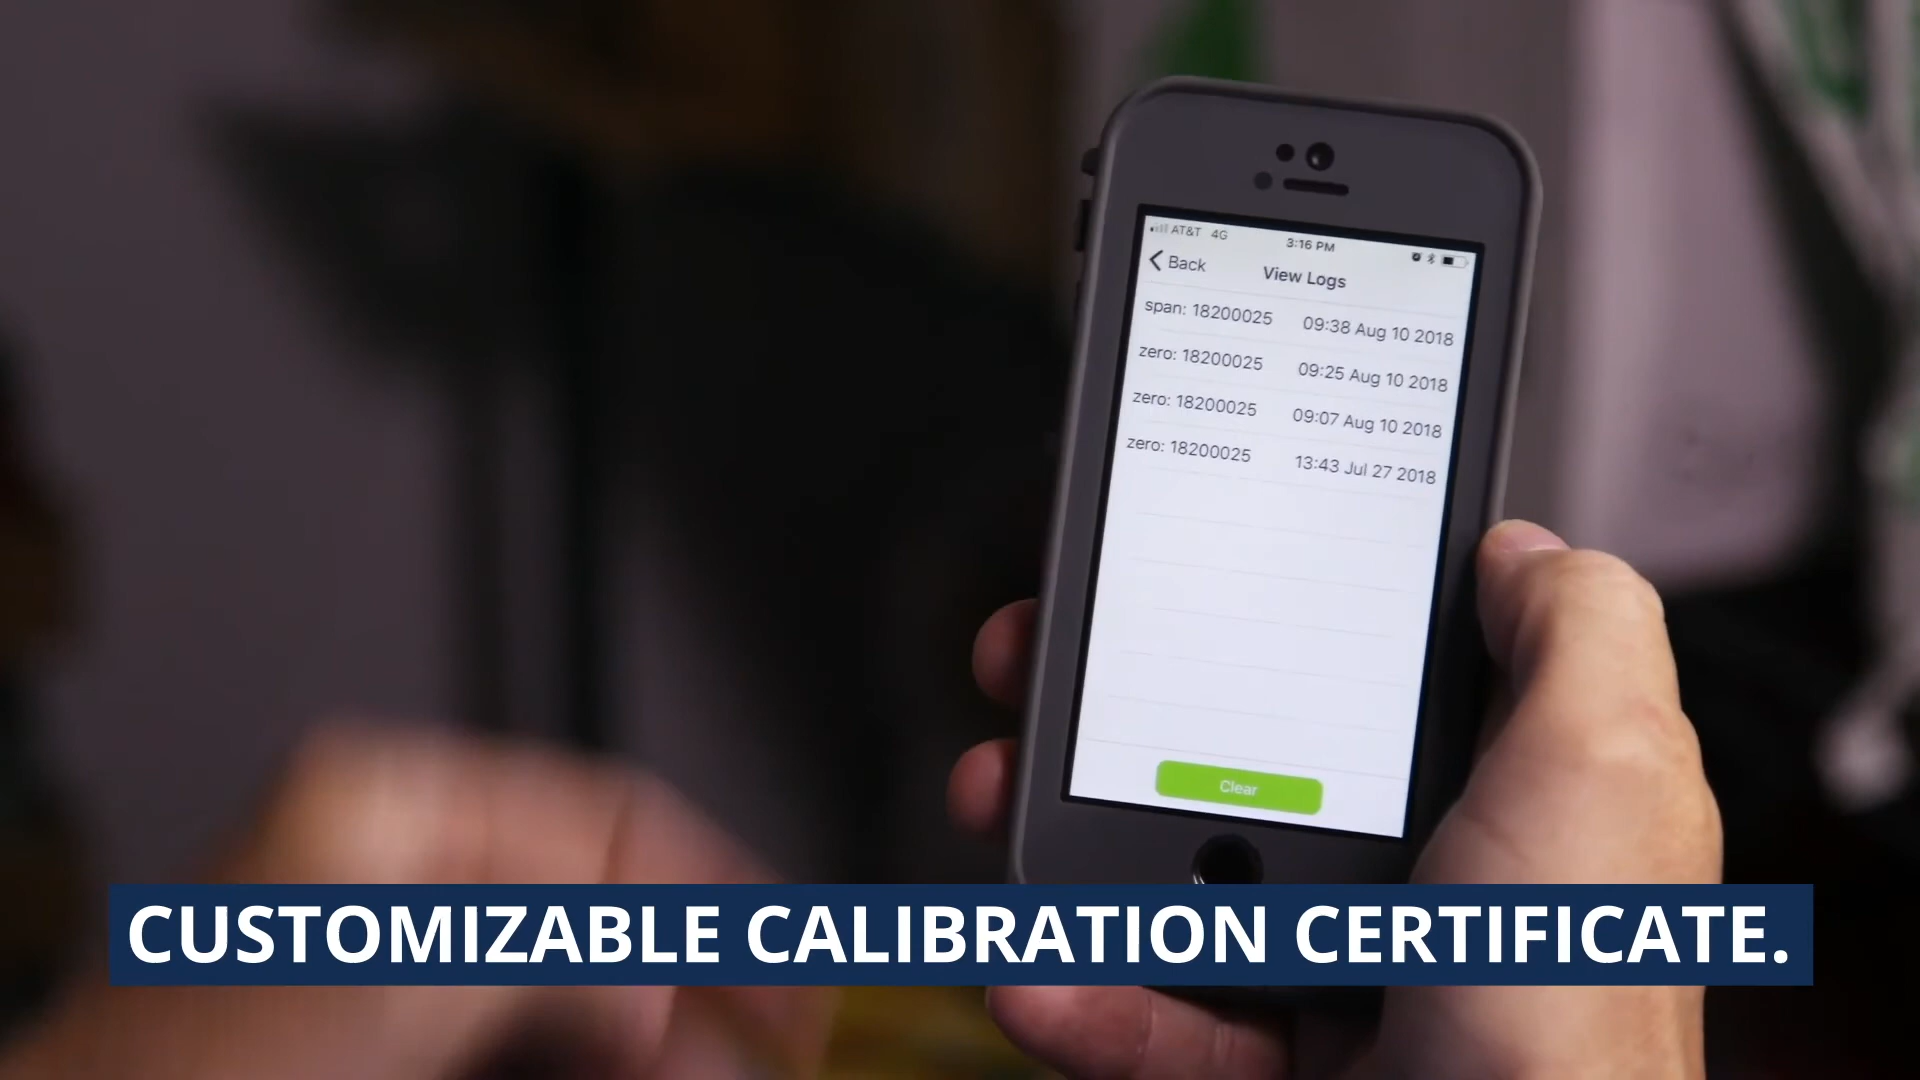 AT&T 4G 3:16 PM
Back View Logs
span: 18200025 09:38 Aug 10 2018
zero: 18200025 09:25 Aug 10 2018
zero: 18200025 09:07 Aug 10 2018
zero: 18200025 13:43 Jul 27 2018
Clear
CUSTOMIZABLE CALIBRATION CERTIFICATE.